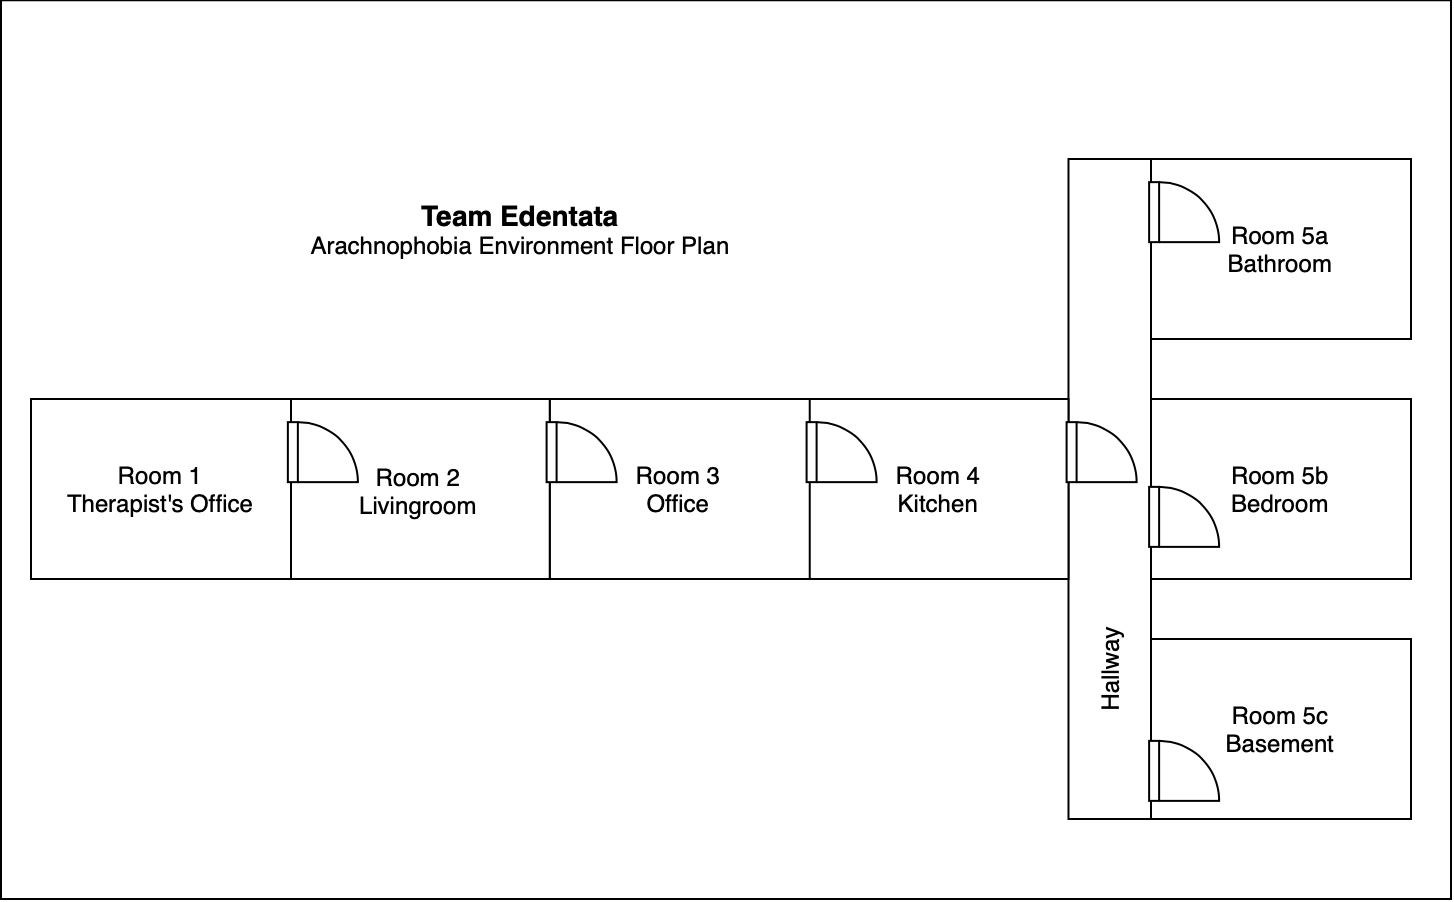 Team Edentata
Arachnophobia Environment Floor Plan
Room 1
Therapist's Office
Room 2
Livingroom
Room 3
Office
Room 4
Kitchen
Hallway
Room 5a
Bathroom
Room 5b
Bedroom
Room 5c
Basement